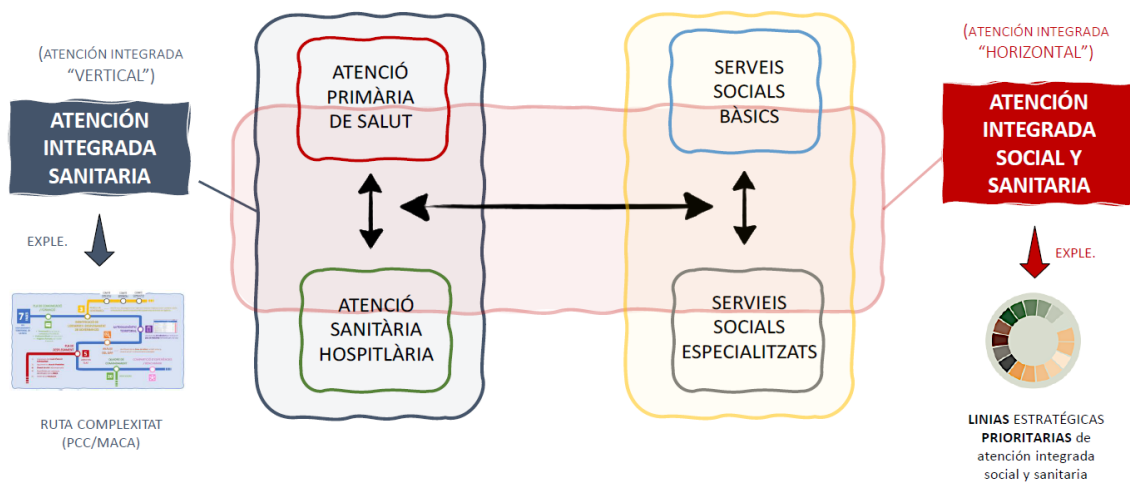 (ATENCIÓN INTEGRADA
“VERTICAL”)
ATENCIÓN
INTEGRADA
SANITARIA
EXPLE.
RUTA COMPLEXITAT
(PCC/MACA)
ATENCIÓ
PRIMÀRIA
DE SALUT
ATENCIÓ
SANITÀRIA
HOSPITLÀRIA
SERVEIS
SOCIALS
BÀSICS
SERVIEIS
SOCIALS
ESPECIALITZATS
(ATENCIÓN INTEGRADA
“HORIZONTAL”)
ATENCIÓN
INTEGRADA
SOCIAL Y
SANITARIA
EXPLE.
LINIAS ESTRATÉGICAS
PRIORITARIAS de
atención integrada
social y sanitaria